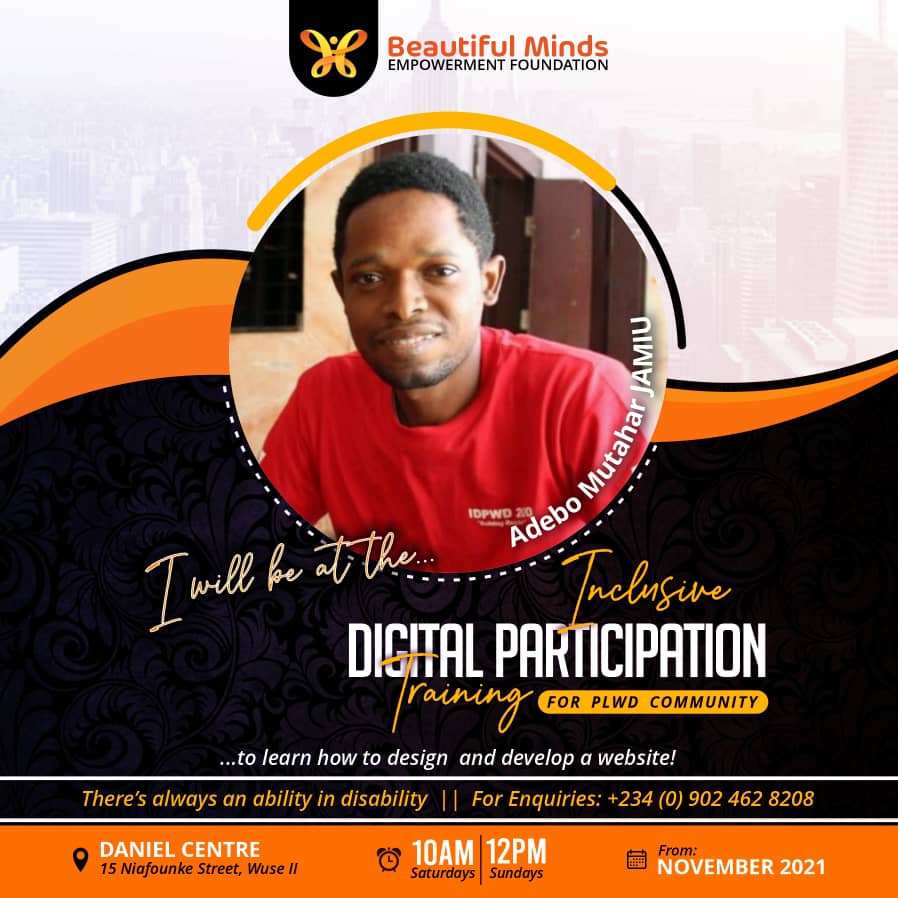 Beautiful Minds
EMPOWERMENT FOUNDATION
IDPWD
Adebo Mutahar JAMIU
I will be at the...
Inclusive
DIGITAL PARTICIPATION
Training
FOR PLWD COMMUNITY
...to learn how to design and develop a website!
There's always an ability in disability || For Enquiries: +234 (0) 902 462 8208
DANIEL CENTRE
15 Niafounke Street, Wuse II
10AM
Saturdays
12PM
Sundays
From:
NOVEMBER 2021